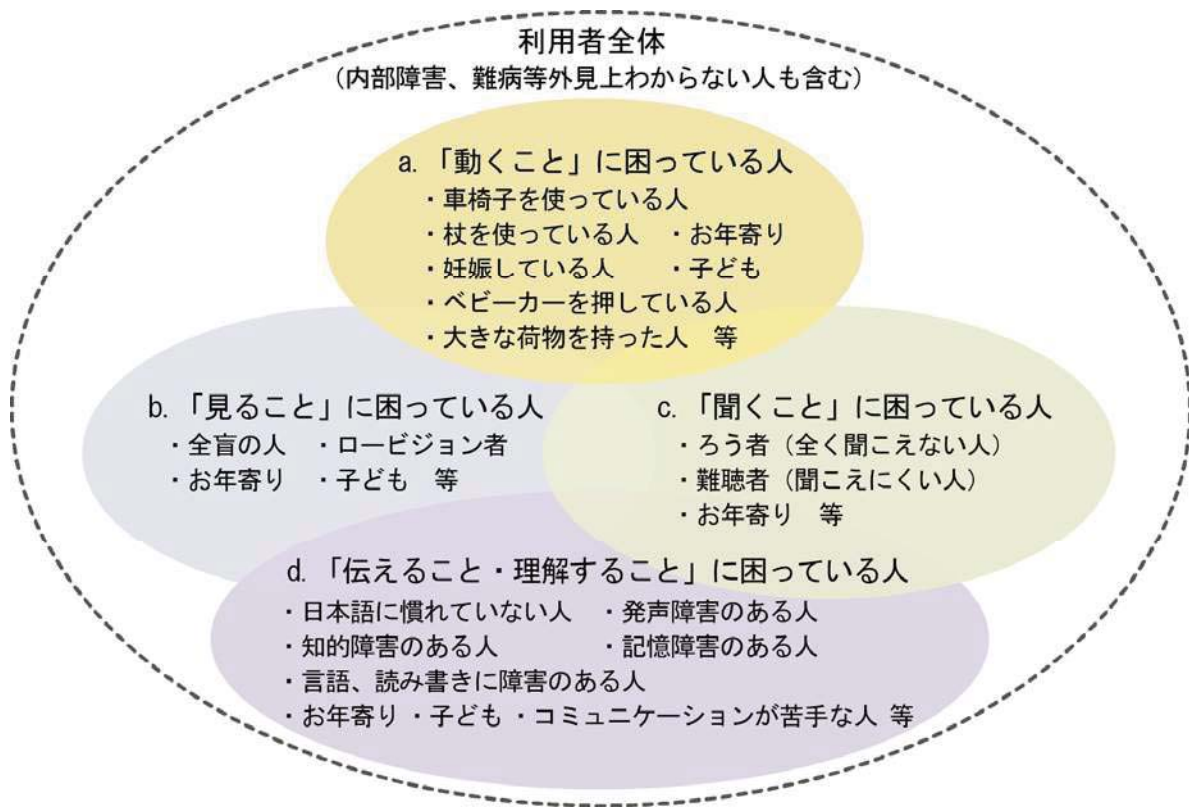 利用者全体
(内部障害、難病等外見上わからない人も含む)
a. 「動くこと」に困っている人
・車椅子を使っている人
・杖を使っている人 ・お年寄り
・妊娠している人 ・子ども
・ベビーカーを押している人
・大きな荷物を持った人 等
b. 「見ること」に困っている人
・全盲の人 ・ロービジョン者
・お年寄り ・子ども 等
c. 「聞くこと」に困っている人
・ろう者(全く聞こえない人)
・難聴者(聞こえにくい人)
・お年寄り 等
d. 「伝えること・理解すること」に困っている人
・日本語に慣れていない人 ・発声障害のある人
・知的障害のある人 ・記憶障害のある人
・言語、読み書きに障害のある人
・お年寄り ・子ども ・コミュニケーションが苦手な人 等